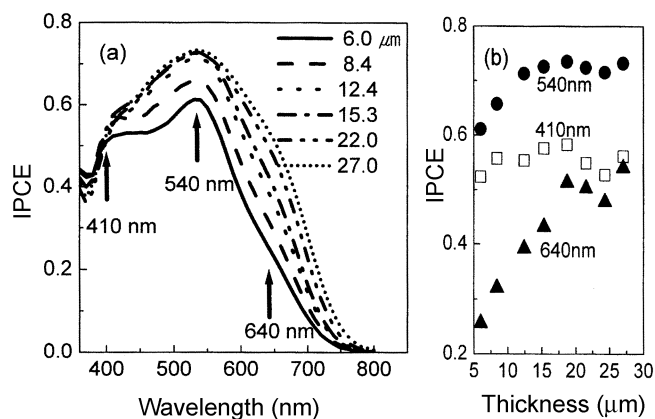 (a)
6.0 μm
8.4
12.4
15.3
22.0
27.0
410 nm
540 nm
640 nm
IPCE
0.8
0.6
0.4
0.2
0.0
400 500 600 700 800
Wavelength (nm)
(b)
540nm
410nm
640nm
IPCE
0.8
0.6
0.4
0.2
5 10 15 20 25 30
Thickness (μm)